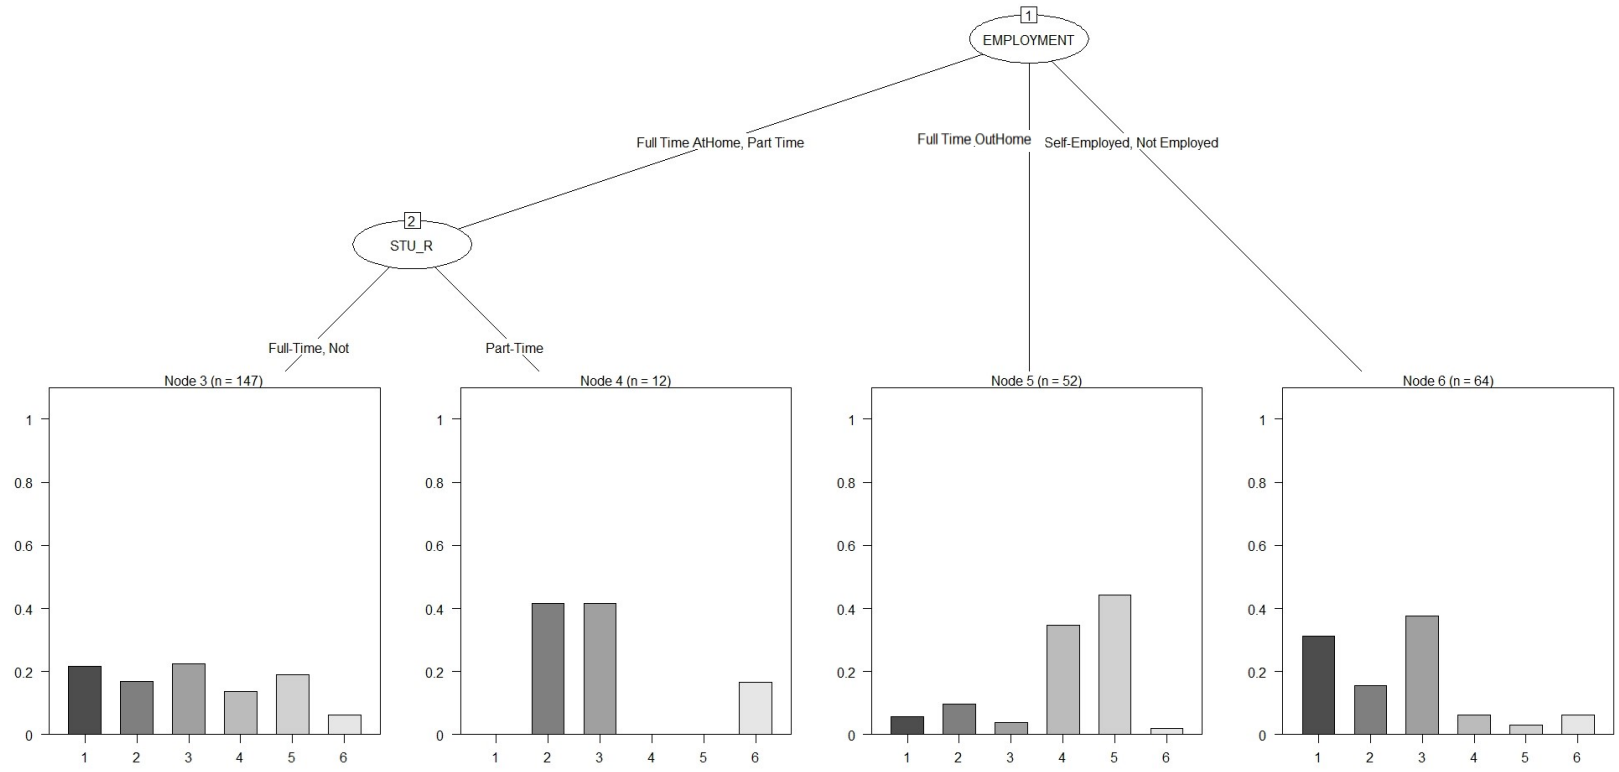 1
EMPLOYMENT
Full Time AtHome, Part Time
Full Time OutHome
Self-Employed, Not Employed
2
STU_R
Full-Time, Not
Part-Time
Node 3 (n = 147)
1
0.8
0.6
0.4
0.2
0
1 2 3 4 5 6
Node 4 (n = 12)
1
0.8
0.6
0.4
0.2
0
1 2 3 4 5 6
Node 5 (n = 52)
1
0.8
0.6
0.4
0.2
0
1 2 3 4 5 6
Node 6 (n = 64)
1
0.8
0.6
0.4
0.2
0
1 2 3 4 5 6